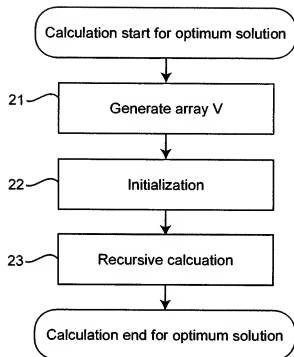 Calculation start for optimum solution
21
Generate array V
22
Initialization
23
Recursive calcuation
Calculation end for optimum solution